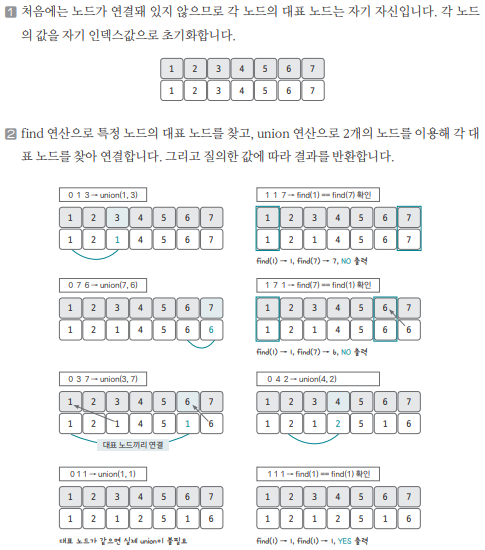 1 처음에는 노드가 연결돼 있지 않으므로 각 노드의 대표 노드는 자기 자신입니다. 각 노드
의 값을 자기 인덱스값으로 초기화합니다.
1 2 3 4 5 6 7
1 2 3 4 5 6 7
2 find 연산으로 특정 노드의 대표 노드를 찾고, union 연산으로 2개의 노드를 이용해 각 대
표 노드를 찾아 연결합니다. 그리고 질의한 값에 따라 결과를 반환합니다.
0 1 3 → union(1, 3)
1 2 3 4 5 6 7
1 2 1 4 5 6 7
1 1 7 → find(1) == find(7) 확인
1 2 3 4 5 6 7
1 2 1 4 5 6 7
find(1) → 1, find(7) → 7, NO 출력
0 7 6 → union(7, 6)
1 2 3 4 5 6 7
1 2 1 4 5 6 6
1 7 1 → find(7) == find(1) 확인
1 2 3 4 5 6 7
1 2 1 4 5 6 6
find(1) → 1, find(7) → 6, NO 출력
0 3 7 → union(3, 7)
1 2 3 4 5 6 7
1 2 1 4 5 1 6
대표 노드끼리 연결
0 4 2 → union(4, 2)
1 2 3 4 5 6 7
1 2 1 2 5 1 6
0 1 1 → union(1, 1)
1 2 3 4 5 6 7
1 2 1 2 5 1 6
대표 노드가 같으면 실제 union이 불필요
1 1 1 → find(1) == find(1) 확인
1 2 3 4 5 6 7
1 2 1 2 5 1 6
find(1) → 1, find(1) → 1, YES 출력